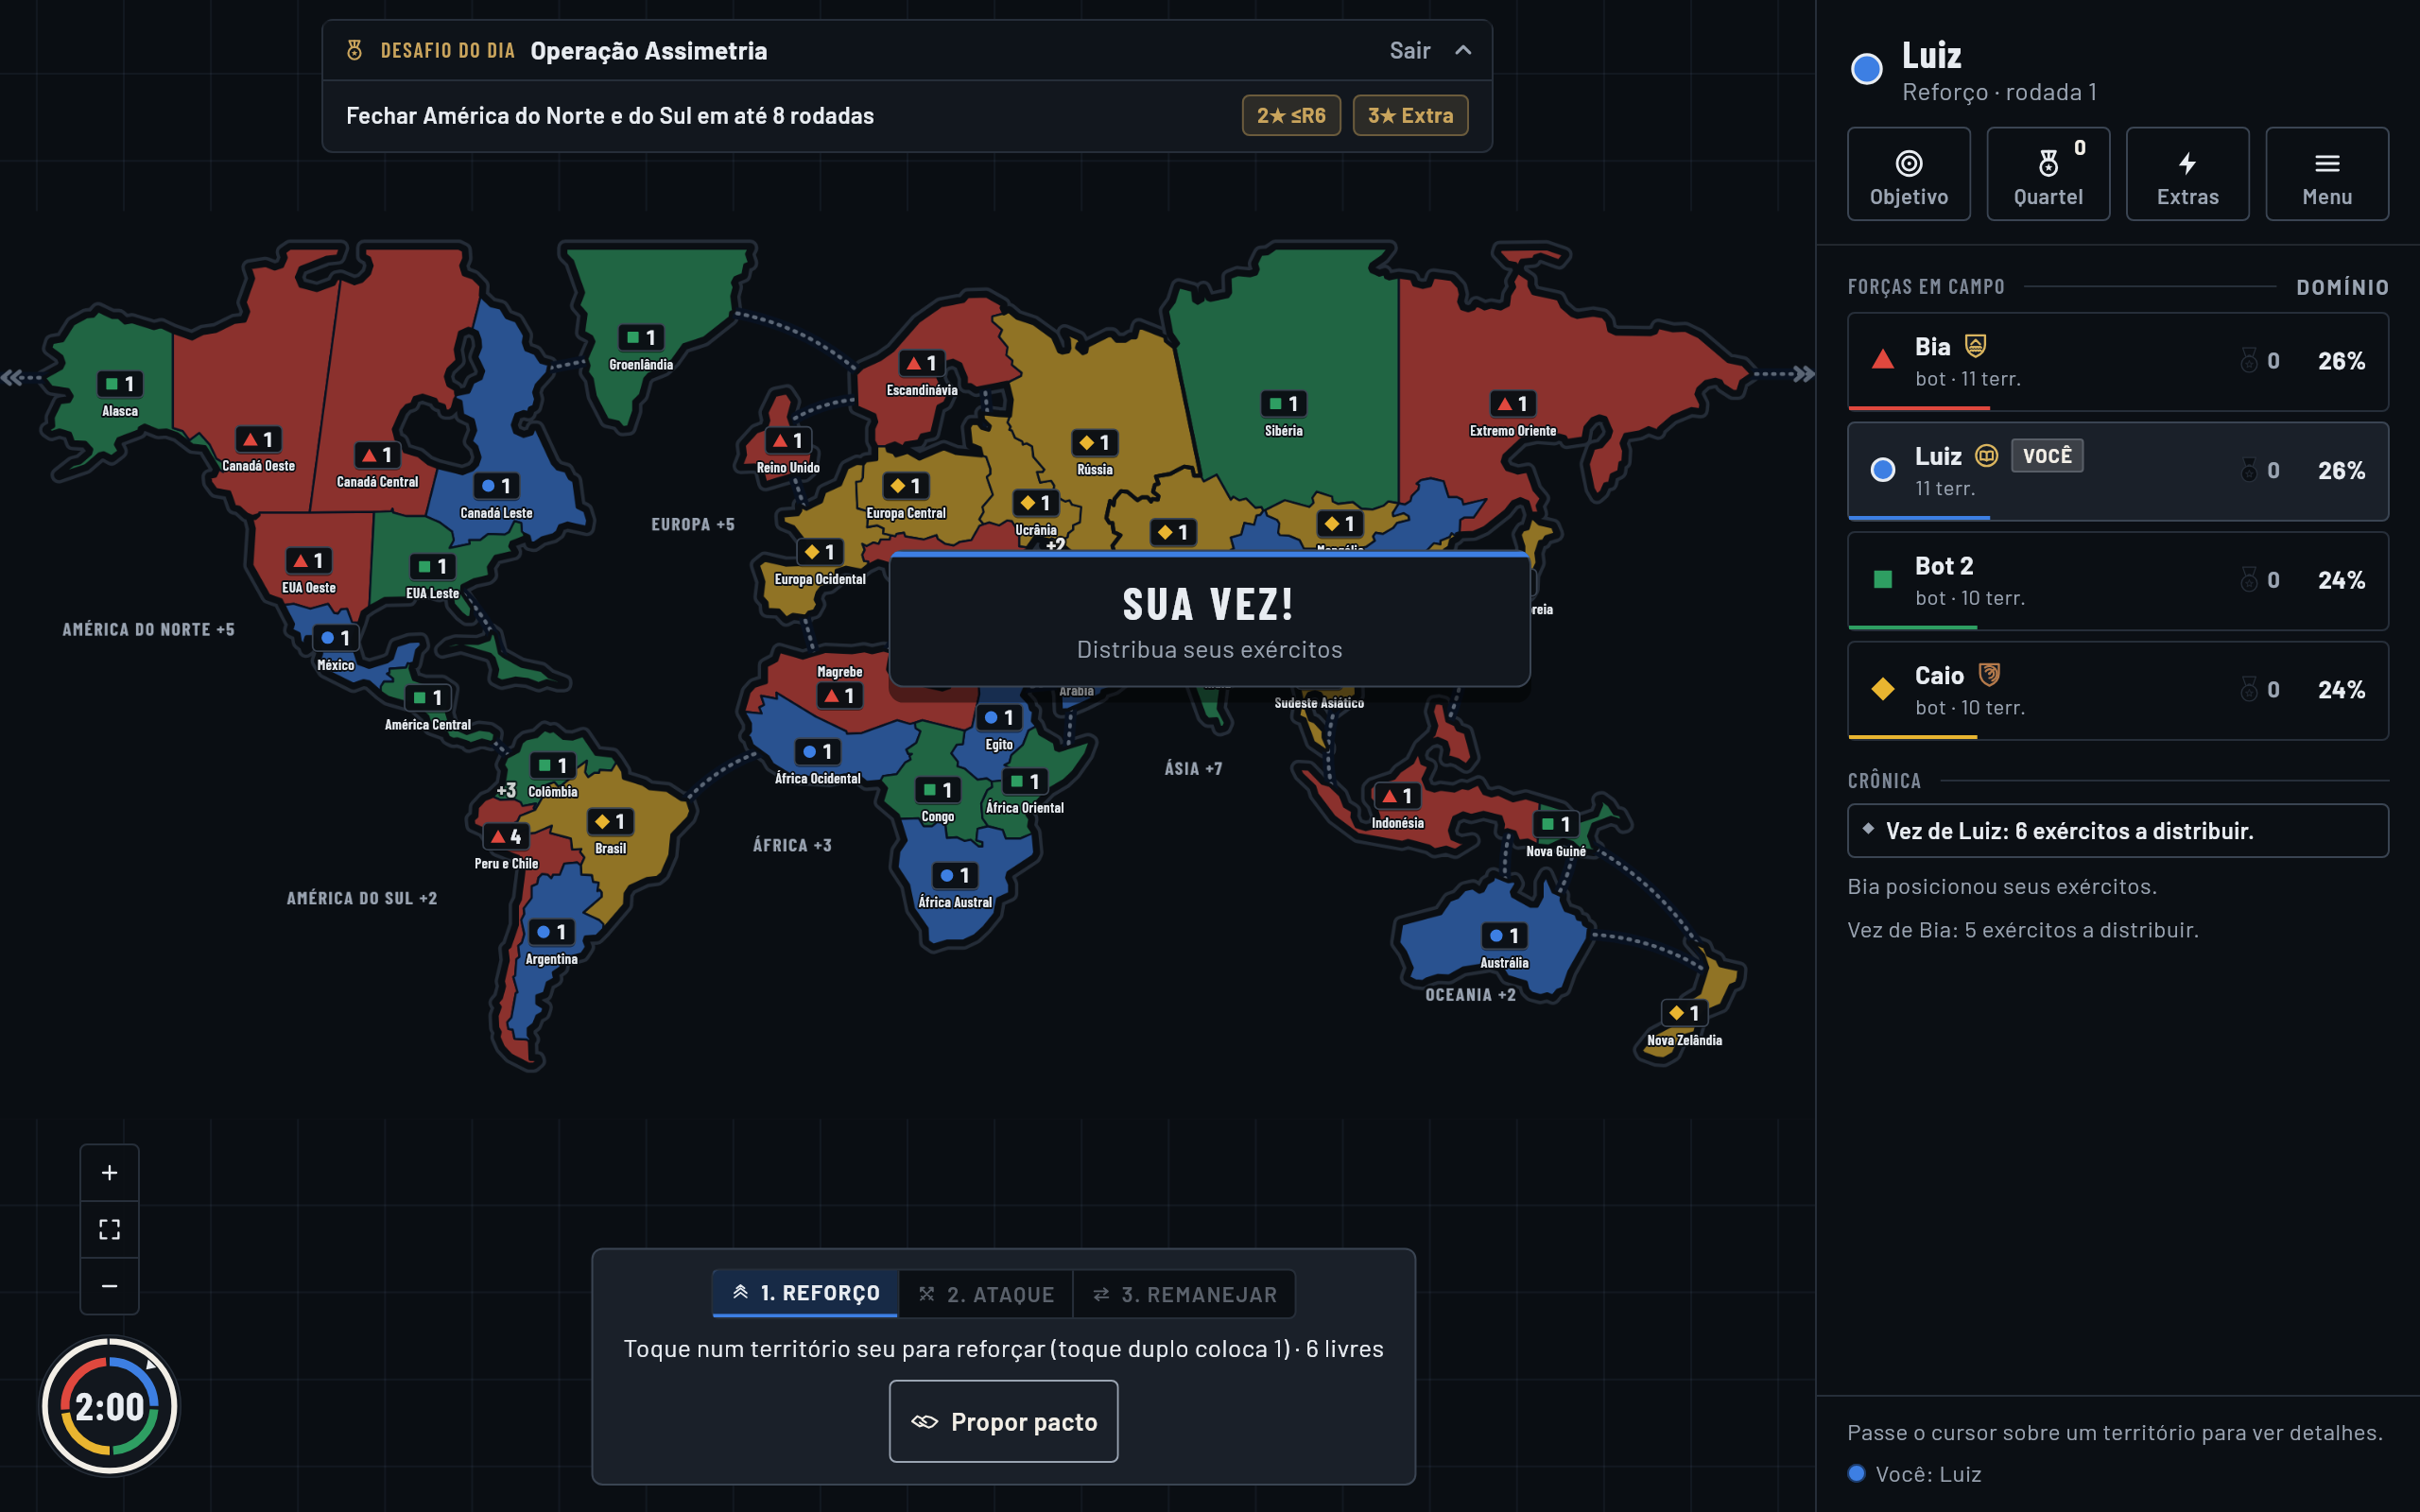 DESAFIO DO DIA Operação Assimetria Sair
Fechar América do Norte e do Sul em até 8 rodadas 2★ ≤R6 3★ Extra
Luiz
Reforço · rodada 1
0
Objetivo Quartel Extras Menu
FORÇAS EM CAMPO DOMÍNIO
Bia 0 26%
bot · 11 terr.
Luiz VOCÊ 0 26%
11 terr.
Bot 2 0 24%
bot · 10 terr.
Caio 0 24%
bot · 10 terr.
CRÔNICA
Vez de Luiz: 6 exércitos a distribuir.
Bia posicionou seus exércitos.
Vez de Bia: 5 exércitos a distribuir.
Passe o cursor sobre um território para ver detalhes.
Você: Luiz
1
Alasca
1
Canadá Oeste
1
Canadá Central
1
Canadá Leste
1
Groenlândia
1
EUA Oeste
1
EUA Leste
1
México
1
América Central
AMÉRICA DO NORTE +5
1
Escandinávia
1
Reino Unido
1
Europa Central
1
Ucrânia
+2
1
Rússia
1
Europa Ocidental
EUROPA +5
1
Sibéria
1
Extremo Oriente
1
1
SUA VEZ!
Distribua seus exércitos
Arábia
Sudeste Asiático
ÁSIA +7
Magrebe
1
1
Egito
1
África Ocidental
1
Congo
1
África Oriental
1
África Austral
ÁFRICA +3
1
Colômbia
+3
4
Peru e Chile
1
Brasil
1
Argentina
AMÉRICA DO SUL +2
1
Indonésia
1
Nova Guiné
1
Austrália
OCEANIA +2
1
Nova Zelândia
+
−
2:00
1. REFORÇO 2. ATAQUE 3. REMANEJAR
Toque num território seu para reforçar (toque duplo coloca 1) · 6 livres
Propor pacto